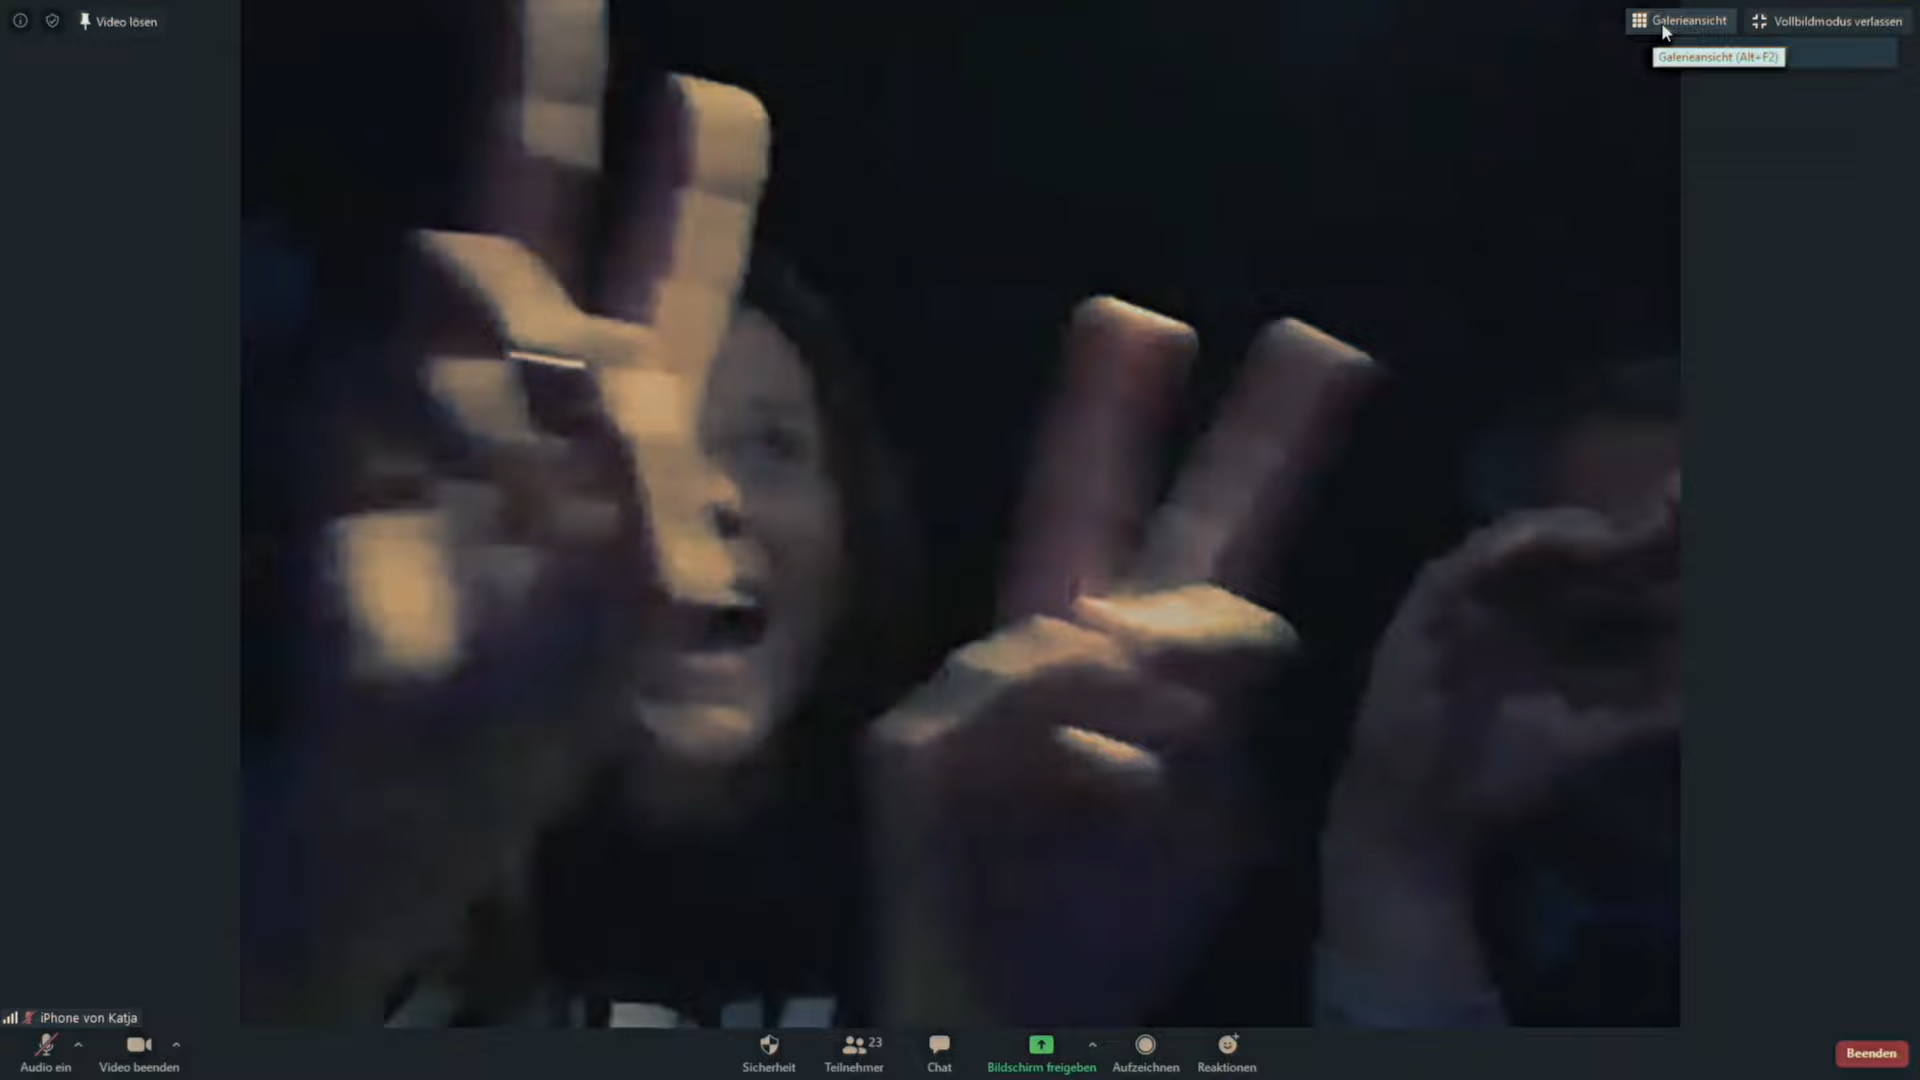 Video lösen
Galerieansicht
Vollbildmodus verlassen
Galerieansicht (Alt+F2)
iPhone von Katja
Audio ein
Video beenden
Sicherheit
23
Teilnehmer
Chat
Bildschirm freigeben
Aufzeichnen
Reaktionen
Beenden